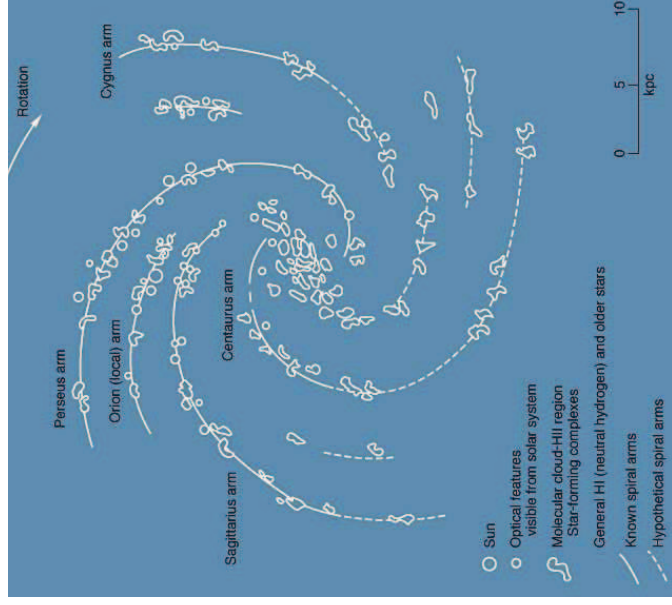 Rotation
Cygnus arm
Perseus arm
Orion (local) arm
Centaurus arm
Sagittarius arm
Sun
Optical features
visible from solar system
Molecular cloud-HII region
Star-forming complexes
General HI (neutral hydrogen) and older stars
Known spiral arms
Hypothetical spiral arms
0 5 10
kpc